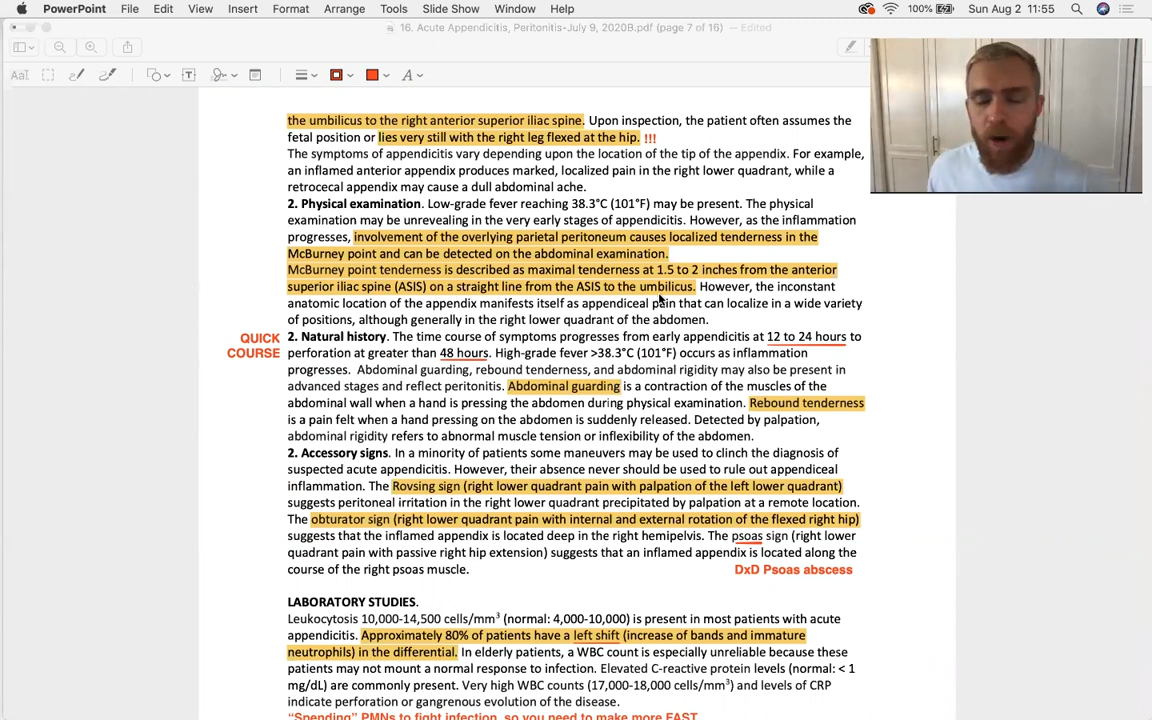 PowerPoint File Edit View Insert Format Arrange Tools Slide Show Window Help 100% Sun Aug 2 11:55
16. Acute Appendicitis, Peritonitis-July 9, 2020B.pdf (page 7 of 16) — Edited
the umbilicus to the right anterior superior iliac spine. Upon inspection, the patient often assumes the
fetal position or lies very still with the right leg flexed at the hip. !!!
The symptoms of appendicitis vary depending upon the location of the tip of the appendix. For example,
an inflamed anterior appendix produces marked, localized pain in the right lower quadrant, while a
retrocecal appendix may cause a dull abdominal ache.
2. Physical examination. Low-grade fever reaching 38.3°C (101°F) may be present. The physical
examination may be unrevealing in the very early stages of appendicitis. However, as the inflammation
progresses, involvement of the overlying parietal peritoneum causes localized tenderness in the
McBurney point and can be detected on the abdominal examination.
McBurney point tenderness is described as maximal tenderness at 1.5 to 2 inches from the anterior
superior iliac spine (ASIS) on a straight line from the ASIS to the umbilicus. However, the inconstant
anatomic location of the appendix manifests itself as appendiceal pain that can localize in a wide variety
of positions, although generally in the right lower quadrant of the abdomen.
QUICK
COURSE
2. Natural history. The time course of symptoms progresses from early appendicitis at 12 to 24 hours to
perforation at greater than 48 hours. High-grade fever >38.3°C (101°F) occurs as inflammation
progresses. Abdominal guarding, rebound tenderness, and abdominal rigidity may also be present in
advanced stages and reflect peritonitis. Abdominal guarding is a contraction of the muscles of the
abdominal wall when a hand is pressing the abdomen during physical examination. Rebound tenderness
is a pain felt when a hand pressing on the abdomen is suddenly released. Detected by palpation,
abdominal rigidity refers to abnormal muscle tension or inflexibility of the abdomen.
2. Accessory signs. In a minority of patients some maneuvers may be used to clinch the diagnosis of
suspected acute appendicitis. However, their absence never should be used to rule out appendiceal
inflammation. The Rovsing sign (right lower quadrant pain with palpation of the left lower quadrant)
suggests peritoneal irritation in the right lower quadrant precipitated by palpation at a remote location.
The obturator sign (right lower quadrant pain with internal and external rotation of the flexed right hip)
suggests that the inflamed appendix is located deep in the right hemipelvis. The psoas sign (right lower
quadrant pain with passive right hip extension) suggests that an inflamed appendix is located along the
course of the right psoas muscle.
DxD Psoas abscess
LABORATORY STUDIES.
Leukocytosis 10,000-14,500 cells/mm³ (normal: 4,000-10,000) is present in most patients with acute
appendicitis. Approximately 80% of patients have a left shift (increase of bands and immature
neutrophils) in the differential. In elderly patients, a WBC count is especially unreliable because these
patients may not mount a normal response to infection. Elevated C-reactive protein levels (normal: < 1
mg/dL) are commonly present. Very high WBC counts (17,000-18,000 cells/mm³) and levels of CRP
indicate perforation or gangrenous evolution of the disease.
"Spending" PMNs to fight infection, so you need to make more FAST